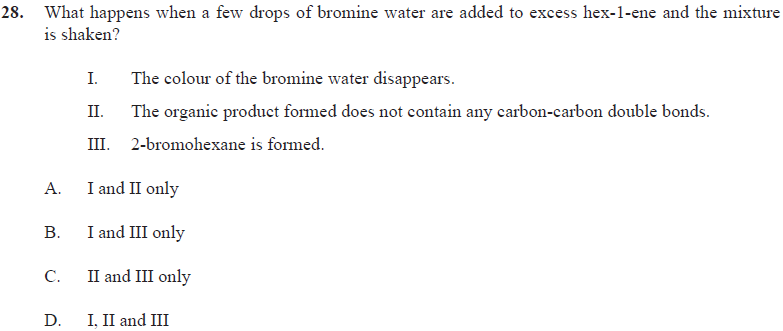 28. What happens when a few drops of bromine water are added to excess hex-1-ene and the mixture
is shaken?
I. The colour of the bromine water disappears.
II. The organic product formed does not contain any carbon-carbon double bonds.
III. 2-bromohexane is formed.
A. I and II only
B. I and III only
C. II and III only
D. I, II and III